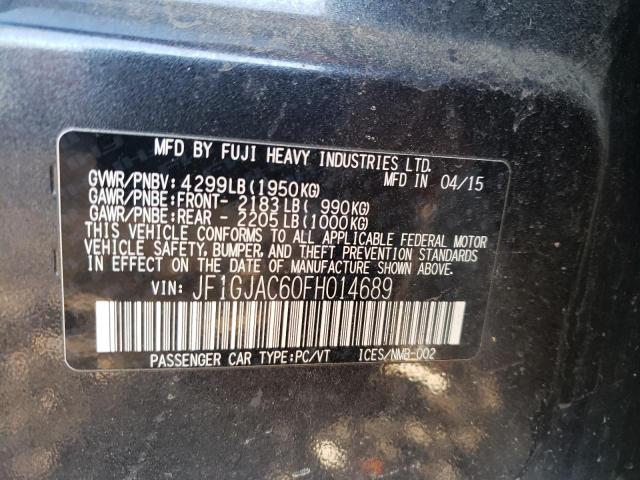 MFD BY FUJI HEAVY INDUSTRIES LTD.
GVWR/PNBV: 4299LB(1950KG) MFD IN 04/15
GAWR/PNBE:FRONT- 2183LB( 990KG)
GAWR/PNBE:REAR - 2205LB(1000KG)
THIS VEHICLE CONFORMS TO ALL APPLICABLE FEDERAL MOTOR
VEHICLE SAFETY, BUMPER, AND THEFT PREVENTION STANDARDS
IN EFFECT ON THE DATE OF MANUFACTURE SHOWN ABOVE.
VIN: JF1GJAC60FH014689
PASSENGER CAR TYPE:PC/VT ICES/NMB-002